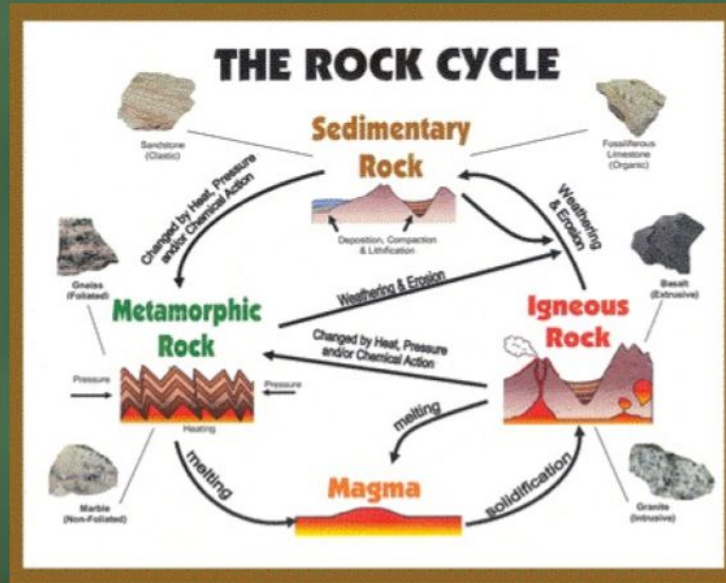 THE ROCK CYCLE
Sandstone
(Clastic)
Sedimentary
Rock
Fossiliferous
Limestone
(Organic)
Changed by Heat, Pressure
and/or Chemical Action
Deposition, Compaction
& Lithification
Weathering
& Erosion
Gneiss
(Foliated)
Metamorphic
Rock
Weathering & Erosion
Basalt
(Extrusive)
Igneous
Rock
Changed by Heat, Pressure
and/or Chemical Action
Pressure
Pressure
Heating
melting
Marble
(Non-Foliated)
melting
Magma
solidification
Granite
(Intrusive)